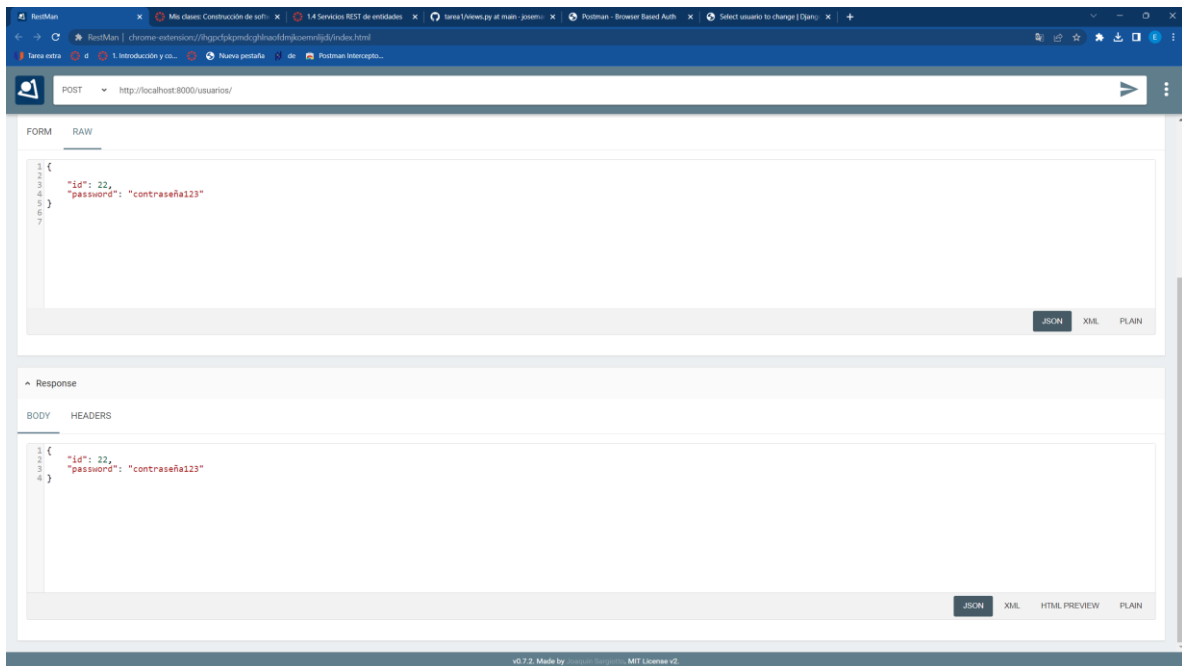 RestMan
Mis clases: Construcción de softw
1.4 Servicios REST de entidades
tarea1/views.py at main · josema
Postman - Browser Based Auth
Select usuario to change | Djang
RestMan | chrome-extension://ihgpcfpkpmdcghlnaofdmjkoemnlijdi/index.html
Tarea extra
d
1. Introducción y co...
Nueva pestaña
de
Postman Intercepto...
POST
http://localhost:8000/usuarios/
FORM RAW
1 {
2
3 "id": 22,
4 "password": "contraseña123"
5 }
6
7
JSON XML PLAIN
Response
BODY HEADERS
1 {
2 "id": 22,
3 "password": "contraseña123"
4 }
JSON XML HTML PREVIEW PLAIN
v0.7.2. Made by Joaquin Sargiotto. MIT License v2.